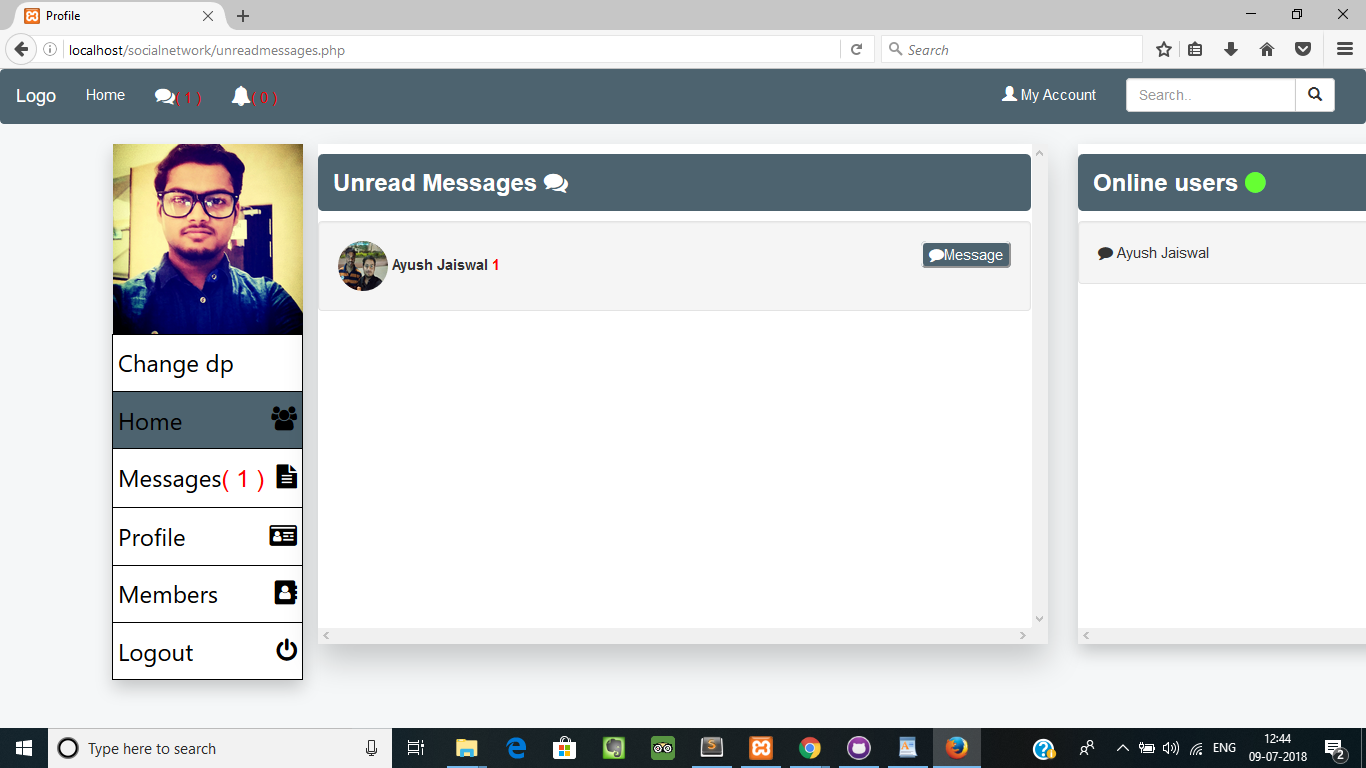 Profile
localhost/socialnetwork/unreadmessages.php
Search
Logo Home ( 1 ) ( 0 ) My Account Search..
Unread Messages
Online users
Ayush Jaiswal 1
Message
Ayush Jaiswal
Change dp
Home
Messages( 1 )
Profile
Members
Logout
Type here to search
ENG
12:44
09-07-2018
2